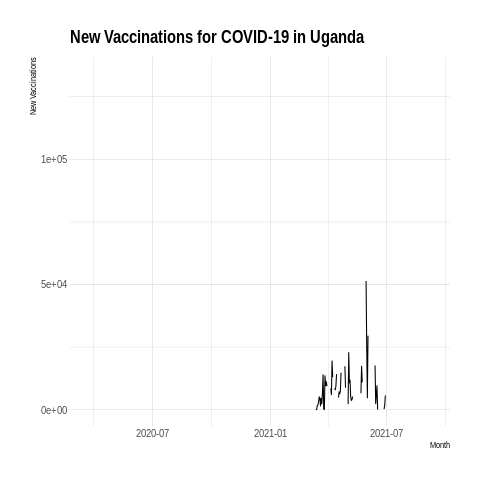 New Vaccinations for COVID-19 in Uganda
New Vaccinations
1e+05
5e+04
0e+00
2020-07 2021-01 2021-07
Month